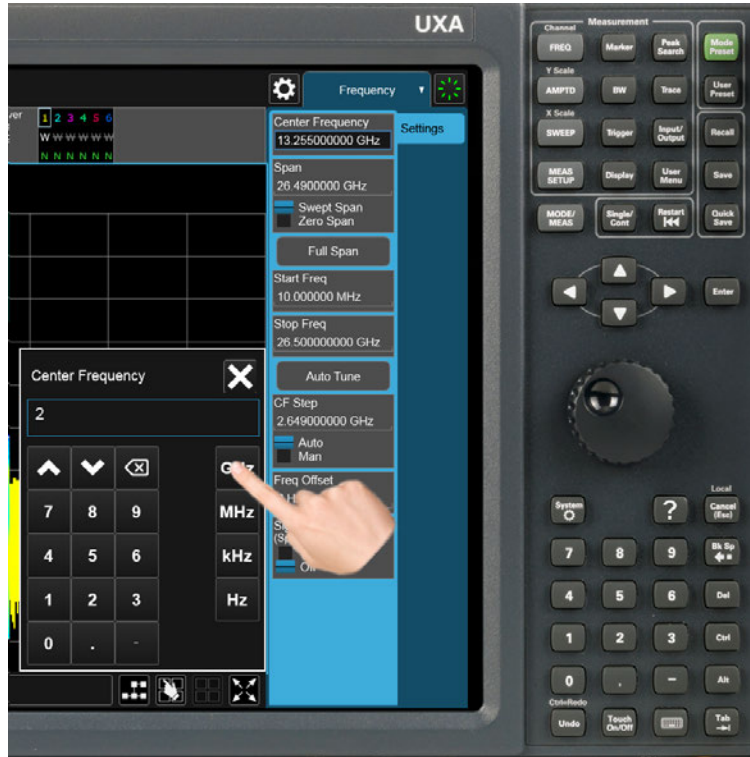 UXA
Frequency
Center Frequency
13.255000000 GHz
Settings
Span
26.4900000 GHz
Swept Span
Zero Span
Full Span
Start Freq
10.000000 MHz
Stop Freq
26.500000000 GHz
Auto Tune
CF Step
2.649000000 GHz
Auto
Man
Freq Offset
1 2 3 4 5 6
W W W W W W
N N N N N N
Center Frequency
2
7 8 9 MHz
4 5 6 kHz
1 2 3 Hz
0 . -
Channel
Measurement
FREQ
Marker
Peak
Search
Mode
Preset
Y Scale
AMPTD
BW
Trace
User
Preset
X Scale
SWEEP
Trigger
Input/
Output
Recall
MEAS
SETUP
Display
User
Menu
Save
MODE/
MEAS
Single/
Cont
Restart
Quick
Save
Enter
Local
System
?
Cancel
(Esc)
7 8 9
Bk Sp
4 5 6 Del
1 2 3 Ctrl
0 . - Alt
Ctrl=Redo
Undo
Touch
On/Off
Tab